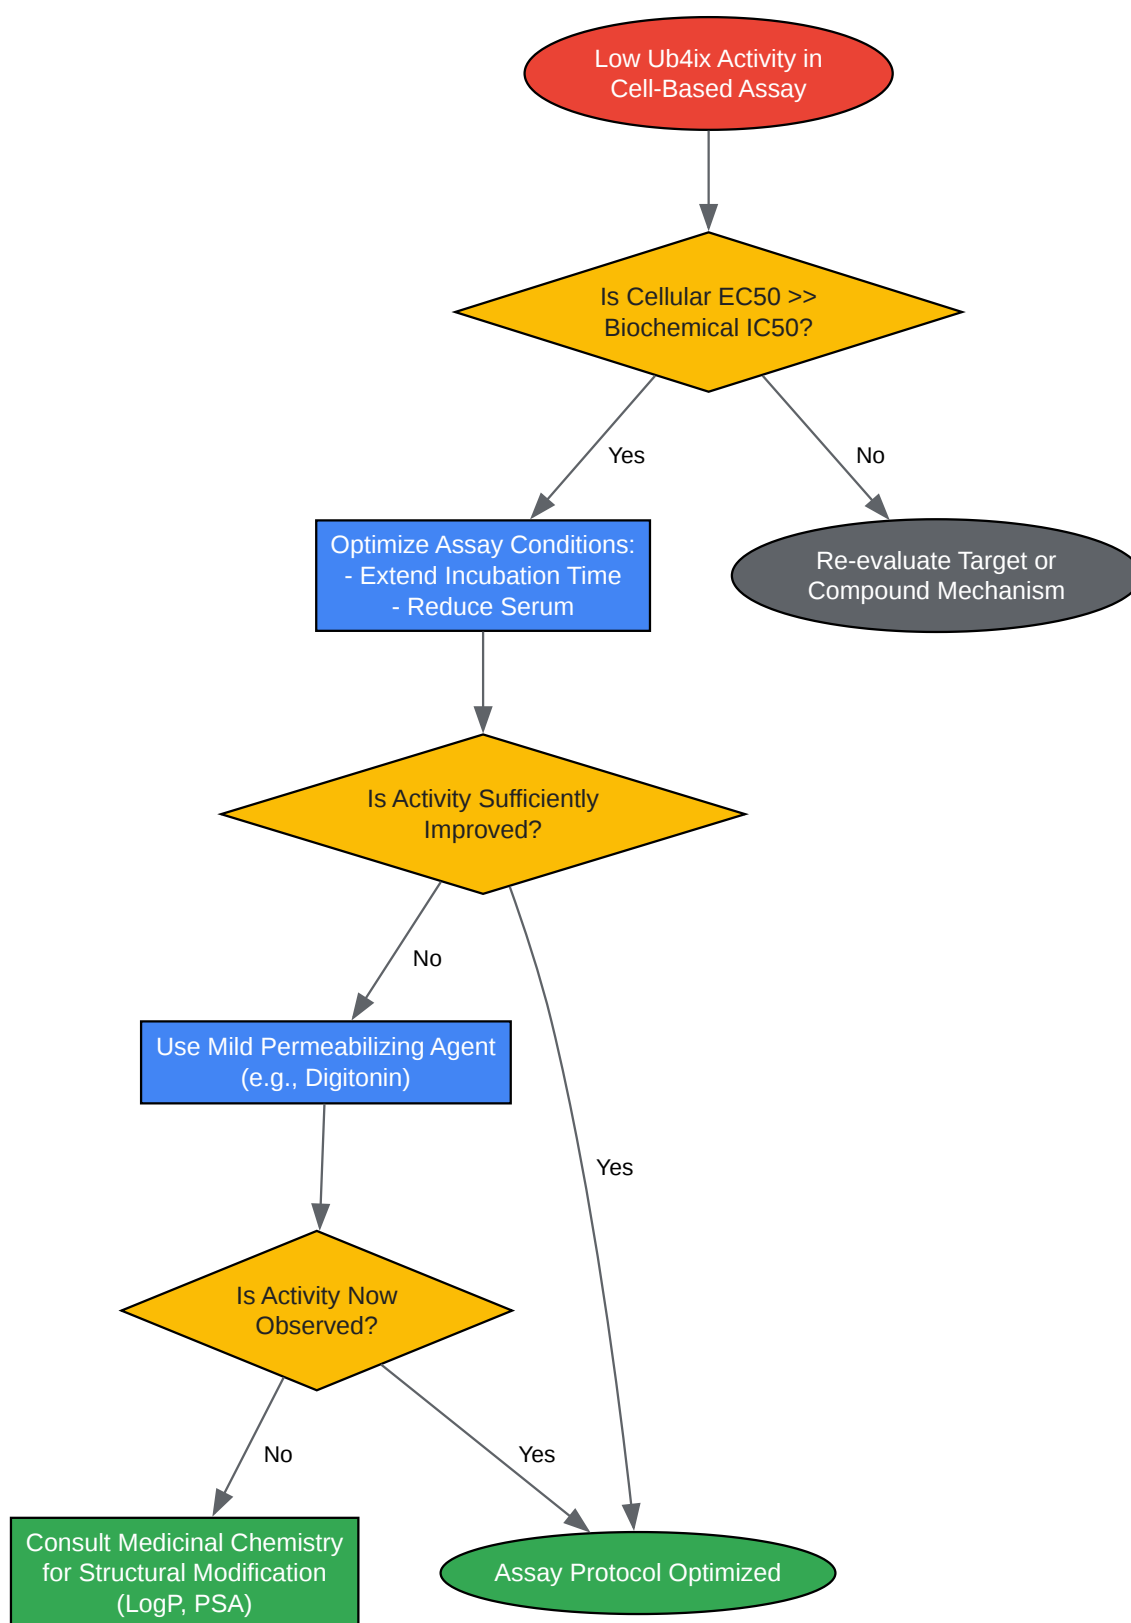 Low Ub4ix Activity in
Cell-Based Assay
Is Cellular EC50 >>
Biochemical IC50?
Yes
No
Optimize Assay Conditions:
- Extend Incubation Time
- Reduce Serum
Re-evaluate Target or
Compound Mechanism
Is Activity Sufficiently
Improved?
No
Use Mild Permeabilizing Agent
(e.g., Digitonin)
Yes
Is Activity Now
Observed?
No
Yes
Consult Medicinal Chemistry
for Structural Modification
(LogP, PSA)
Assay Protocol Optimized